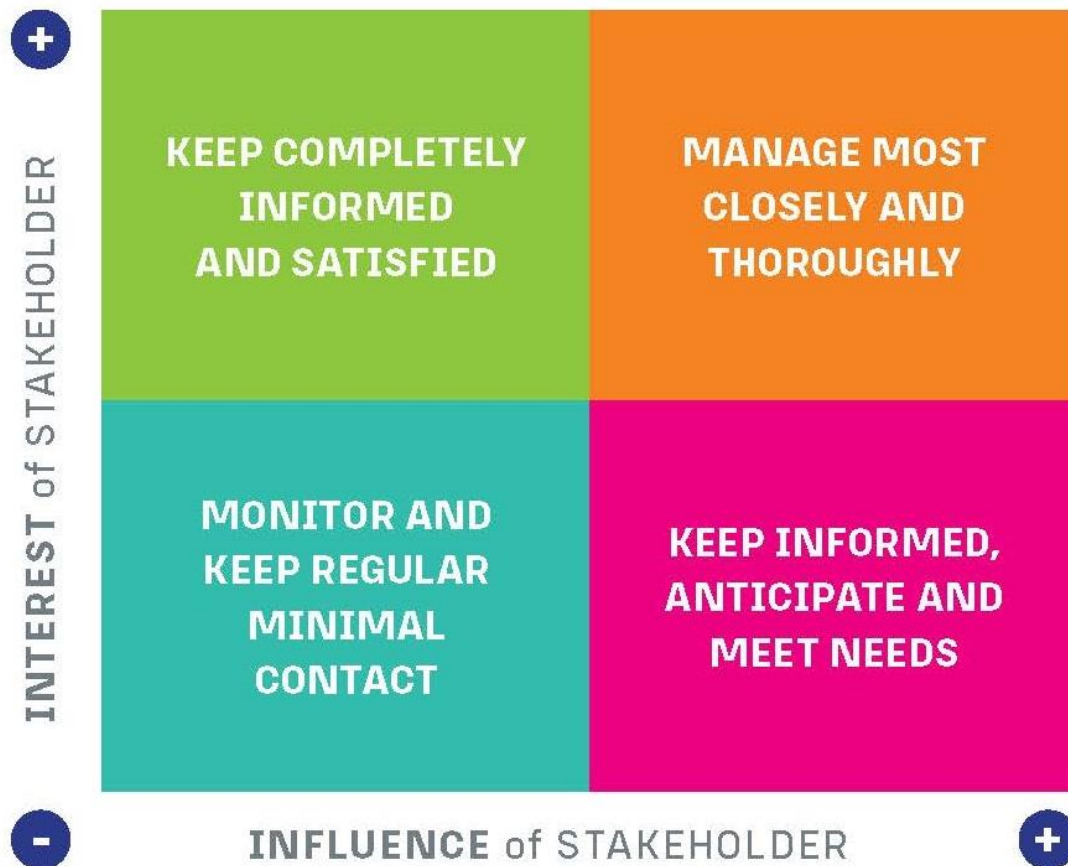 +
KEEP COMPLETELY
INFORMED
AND SATISFIED
MANAGE MOST
CLOSELY AND
THOROUGHLY
INTEREST of STAKEHOLDER
MONITOR AND
KEEP REGULAR
MINIMAL
CONTACT
KEEP INFORMED,
ANTICIPATE AND
MEET NEEDS
-
INFLUENCE of STAKEHOLDER
+